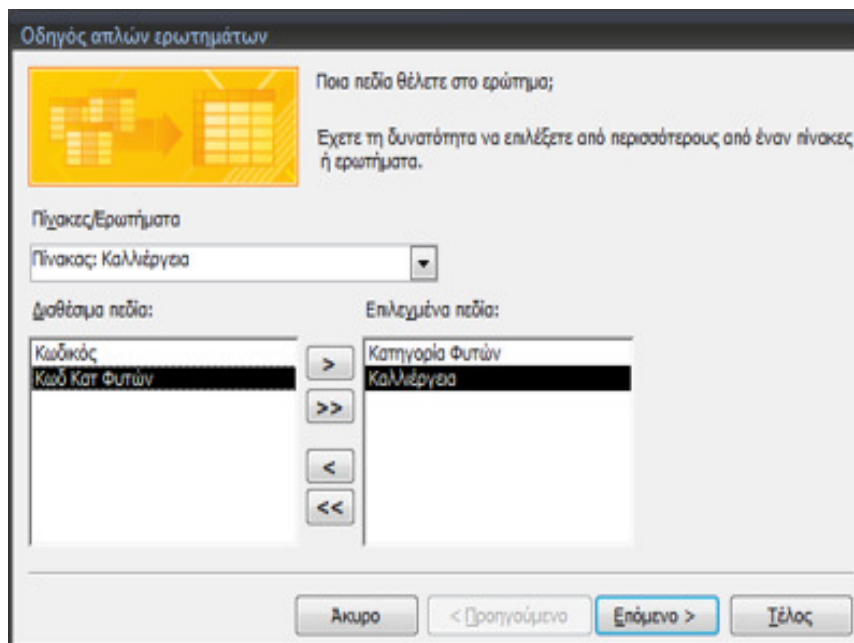 Οδηγός απλών ερωτημάτων
Ποια πεδία θέλετε στο ερώτημα;
Έχετε τη δυνατότητα να επιλέξετε από περισσότερους από έναν πίνακες
ή ερωτήματα.
Πίνακες/Ερωτήματα
Πίνακας: Καλλιέργεια
Διαθέσιμα πεδία:
Επιλεγμένα πεδία:
Κωδικός
Κωδ Κατ Φυτών
>
>>
<
<<
Κατηγορία Φυτών
Καλλιέργεια
Άκυρο
< Προηγούμενο
Επόμενο >
Τέλος